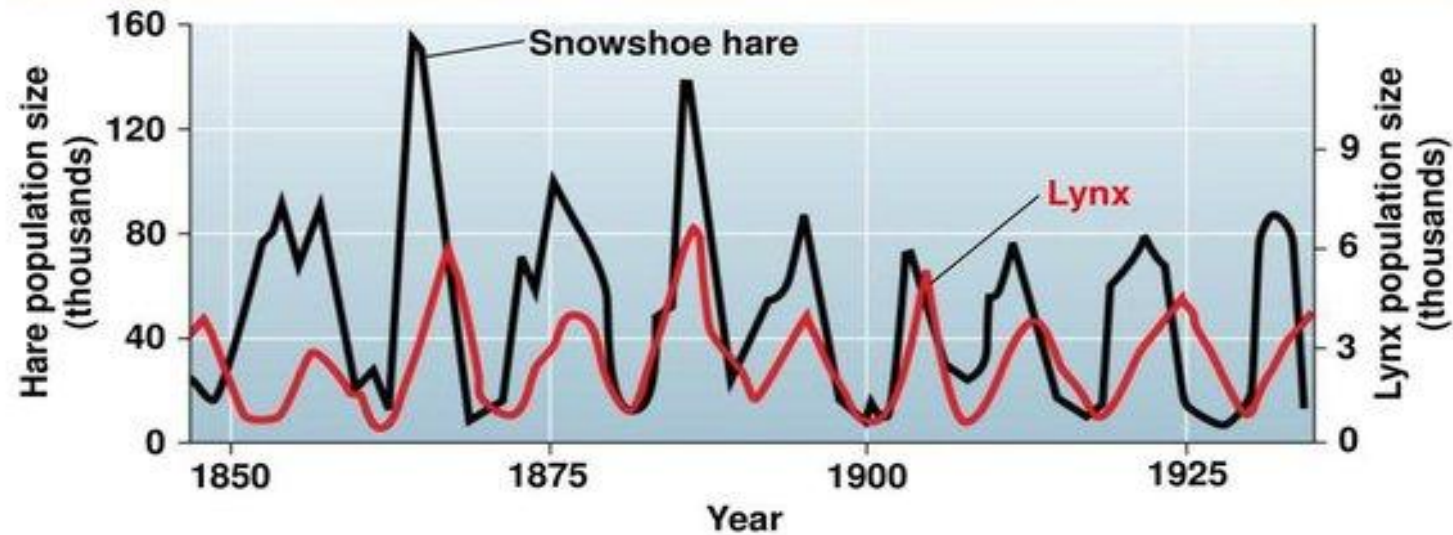 160
120
80
40
0
Hare population size
(thousands)
Snowshoe hare
Lynx
9
6
3
0
Lynx population size
(thousands)
1850 1875 1900 1925
Year